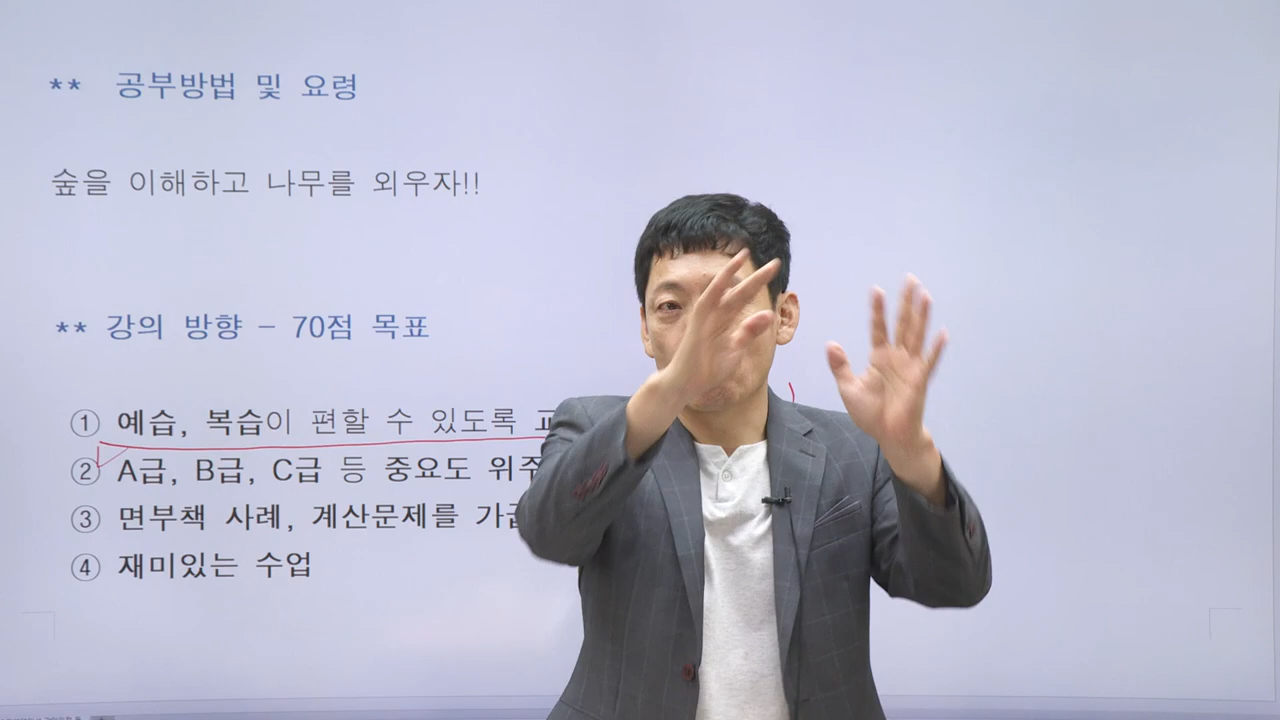 ** 공부방법 및 요령
숲을 이해하고 나무를 외우자!!
** 강의 방향 - 70점 목표
① 예습, 복습이 편할 수 있도록
② A급, B급, C급 등 중요도 위주
③ 면부책 사례, 계산문제를
④ 재미있는 수업